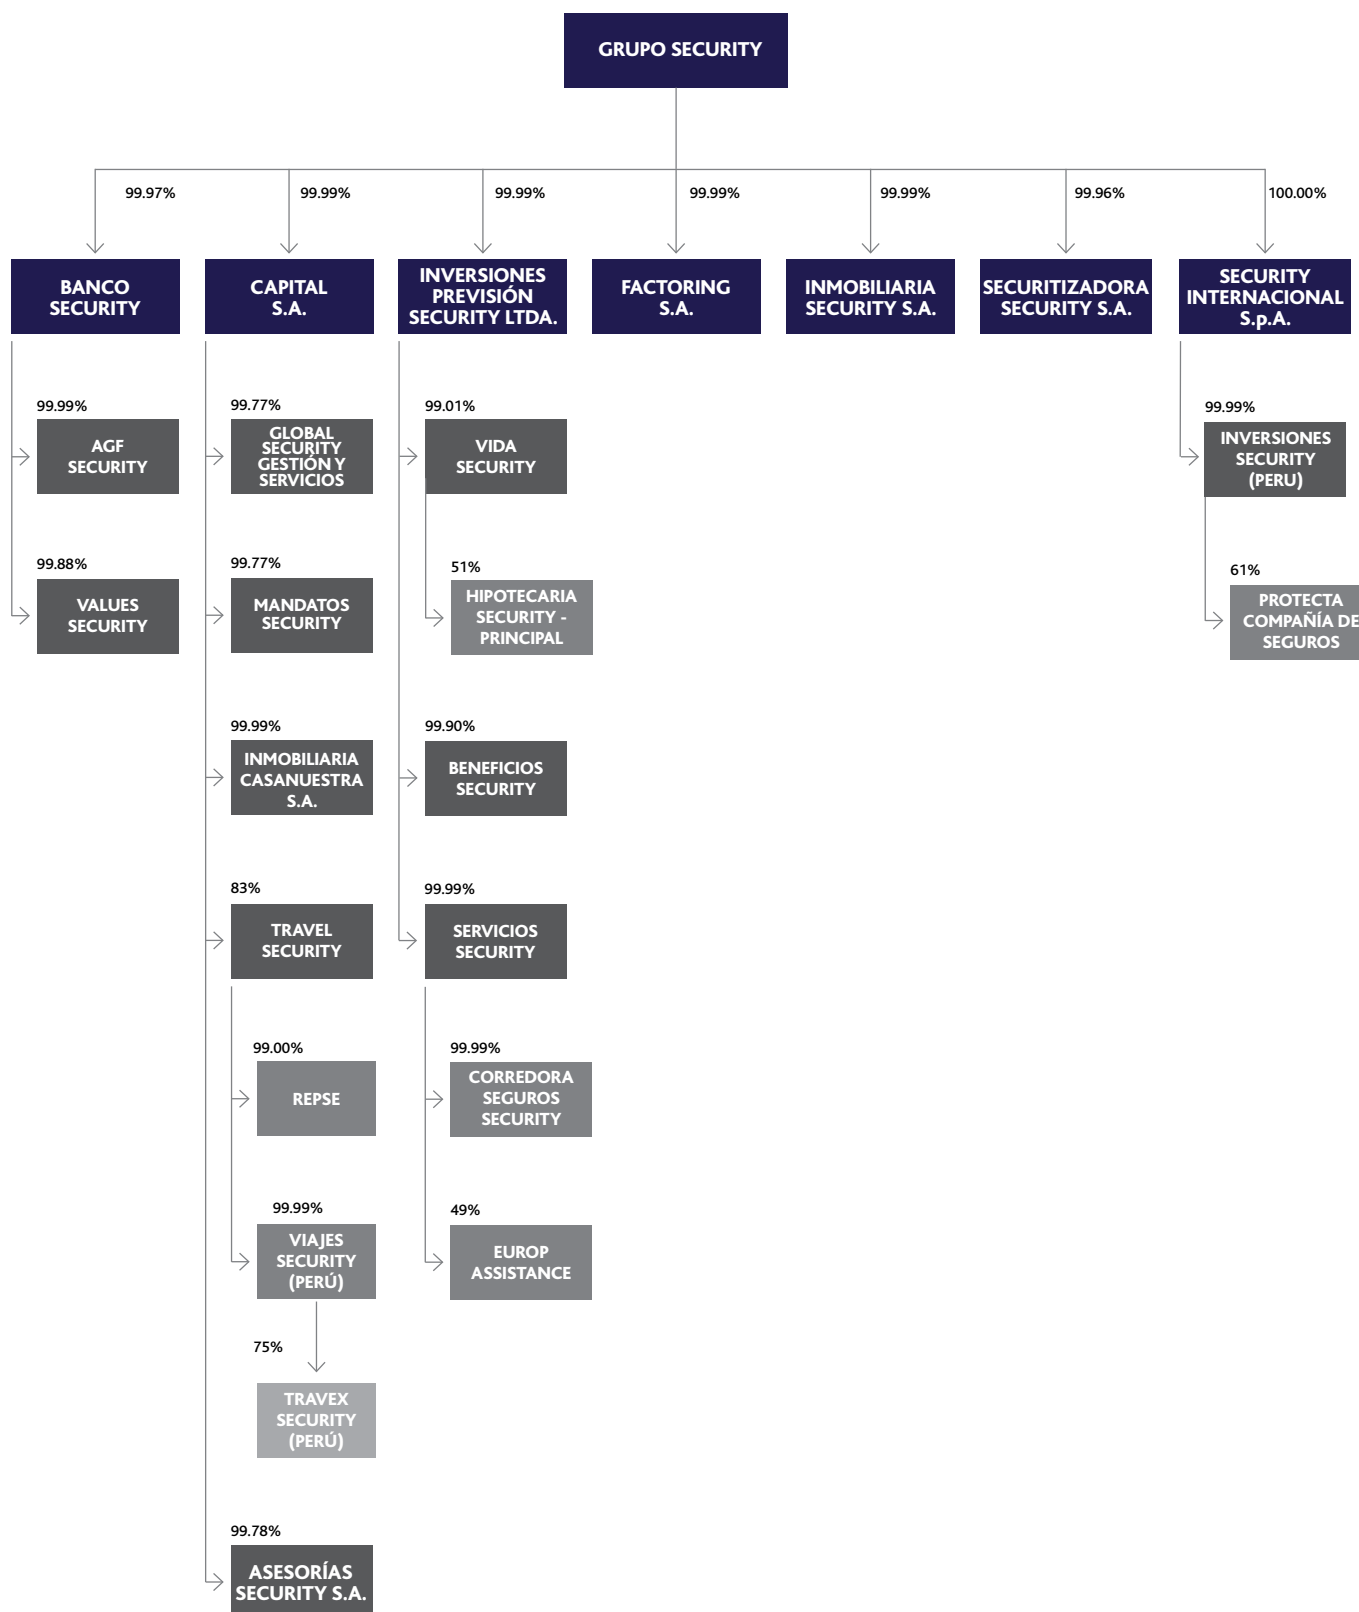 GRUPO SECURITY
99.97%
99.99%
99.99%
99.99%
99.99%
99.96%
100.00%
BANCO
SECURITY
CAPITAL
S.A.
INVERSIONES
PREVISIÓN
SECURITY LTDA.
FACTORING
S.A.
INMOBILIARIA
SECURITY S.A.
SECURITIZADORA
SECURITY S.A.
SECURITY
INTERNACIONAL
S.p.A.
99.99%
AGF
SECURITY
99.88%
VALUES
SECURITY
99.77%
GLOBAL
SECURITY
GESTIÓN Y
SERVICIOS
99.77%
MANDATOS
SECURITY
99.99%
INMOBILIARIA
CASANUESTRA
S.A.
83%
TRAVEL
SECURITY
99.00%
REPSE
99.99%
VIAJES
SECURITY
(PERÚ)
75%
TRAVEX
SECURITY
(PERÚ)
99.78%
ASESORÍAS
SECURITY S.A.
99.01%
VIDA
SECURITY
51%
HIPOTECARIA
SECURITY -
PRINCIPAL
99.90%
BENEFICIOS
SECURITY
99.99%
SERVICIOS
SECURITY
99.99%
CORREDORA
SEGUROS
SECURITY
49%
EUROP
ASSISTANCE
99.99%
INVERSIONES
SECURITY
(PERU)
61%
PROTECTA
COMPAÑÍA DE
SEGUROS